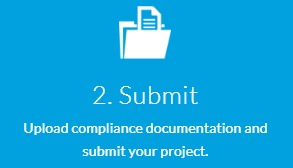 2. Submit
Upload compliance documentation and
submit your project.